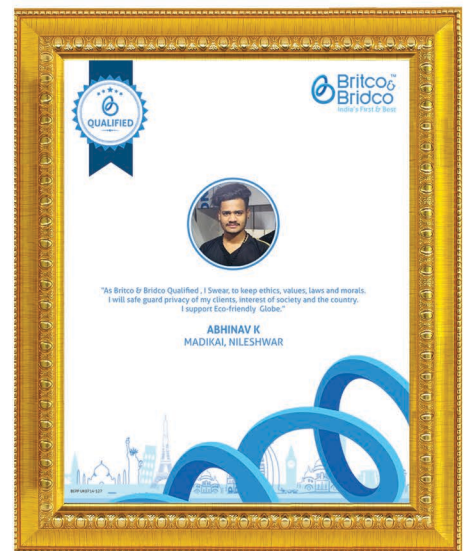 QUALIFIED
Britco&
Bridco™
India's First & Best
"As Britco & Bridco Qualified , I Swear, to keep ethics, values, laws and morals.
I will safe guard privacy of my clients, interest of society and the country.
I support Eco-friendly Globe."
ABHINAV K
MADIKAI, NILESHWAR